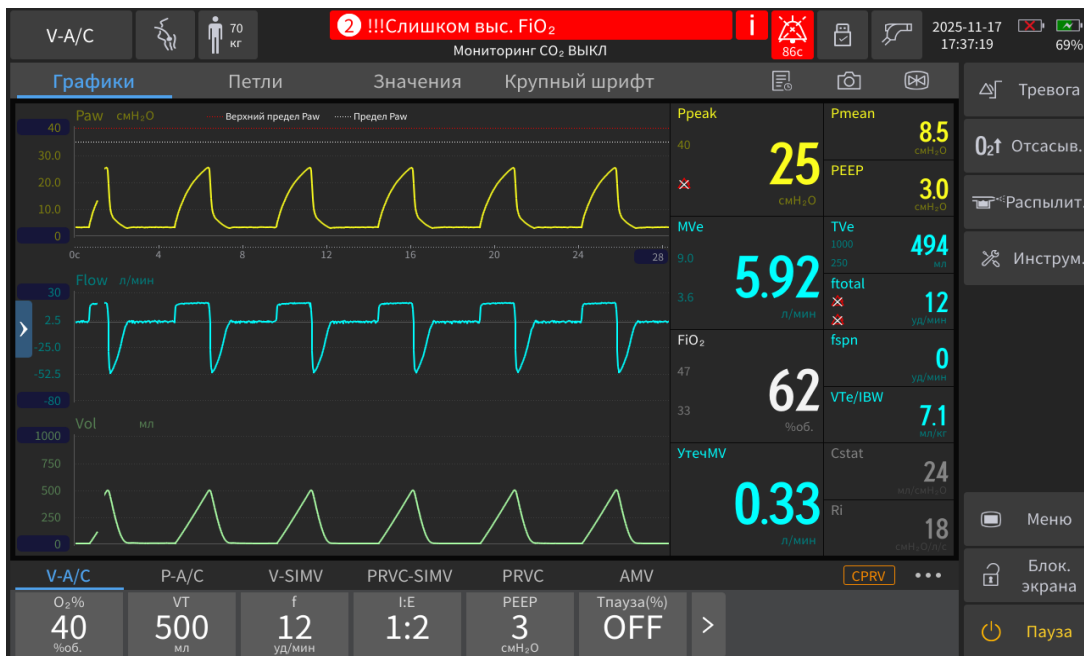 V-A/C
70
кг
2 !!!Слишком выс. FiO₂
Мониторинг CO₂ ВЫКЛ
i
86с
2025-11-17
17:37:19
69%
Графики
Петли
Значения
Крупный шрифт
Тревога
O₂↑ Отсасыв.
Распылит.
Инструм.
Меню
Блок.
экрана
Пауза
Paw смH₂O
Верхний предел Paw
Предел Paw
40
30.0
20.0
10.0
0
0с 4 8 12 16 20 24 28
Flow л/мин
30
2.5
-25.0
-52.5
-80
Vol мл
1000
750
500
250
0
Ppeak
40
25
смH₂O
Pmean
8.5
смH₂O
PEEP
3.0
смH₂O
MVe
9.0
3.6
5.92
л/мин
TVe
1000
250
494
мл
ftotal
12
уд/мин
FiO₂
47
33
62
%об.
fspn
0
уд/мин
VTe/IBW
7.1
мл/кг
УтечMV
0.33
л/мин
Cstat
24
мл/смH₂O
Ri
18
смH₂O/л/с
V-A/C P-A/C V-SIMV PRVC-SIMV PRVC AMV CPRV
O₂%
40
%об.
VT
500
мл
f
12
уд/мин
I:E
1:2
PEEP
3
смH₂O
Tпауза(%)
OFF
>